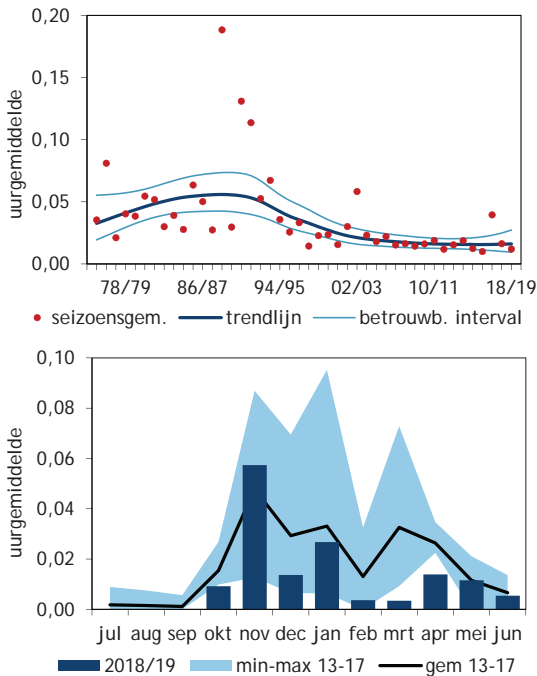 0,20
0,15
0,10
0,05
0,00
uurgemiddelde
78/79 86/87 94/95 02/03 10/11 18/19
seizoensgem. trendlijn betrouwb. interval
0,10
0,08
0,06
0,04
0,02
0,00
uurgemiddelde
jul aug sep okt nov dec jan feb mrt apr mei jun
2018/19 min-max 13-17 gem 13-17